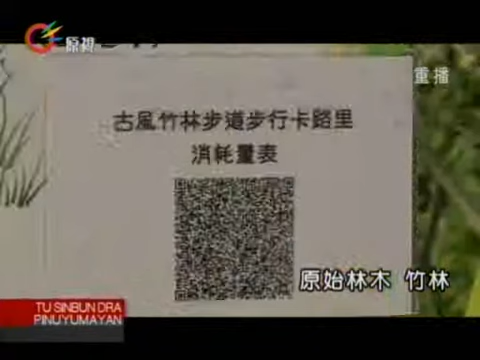 原視
重播
古風竹林步道步行卡路里
消耗量表
原始林木 竹林
TU SINBUN DRA
PINUYUMAYAN